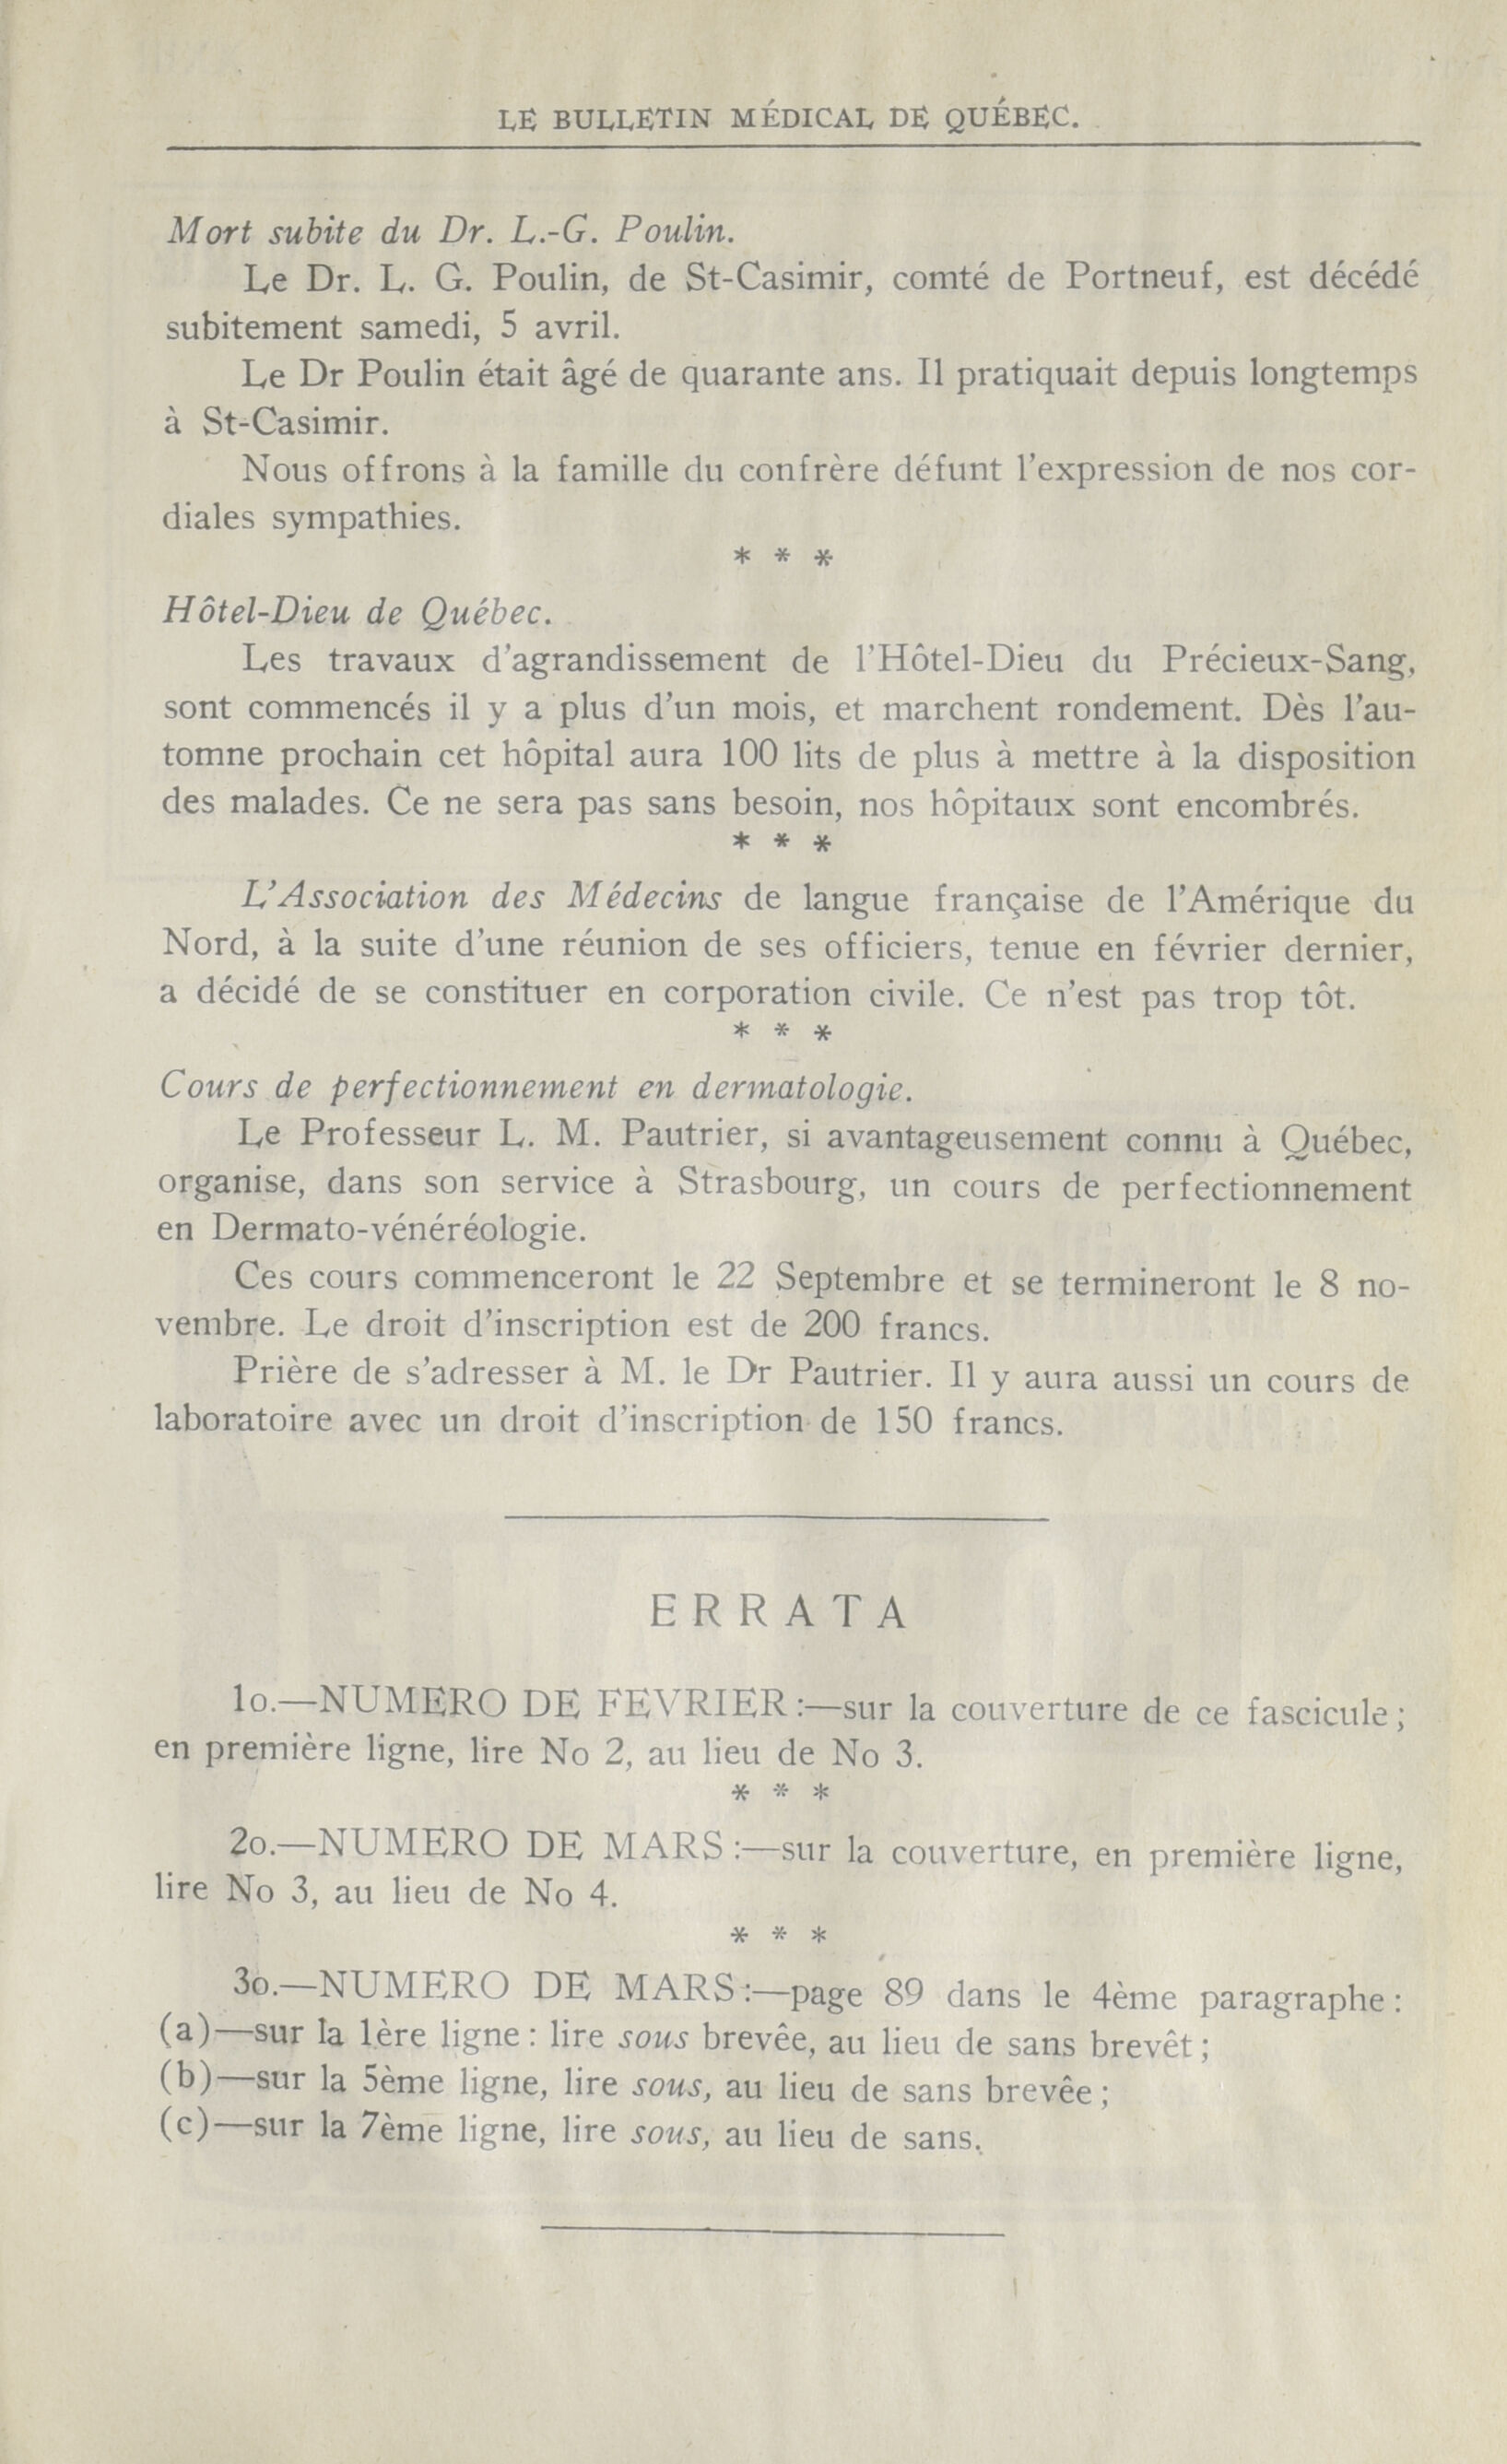 LE BULLETIN MÉDICAL DE QUÉBEC.
Mort subite du Dr. L.-G. Poulin.
Le Dr. L. G. Poulin, de St-Casimir, comté de Portneuf, est décédé
subitement samedi, 5 avril.
Le Dr Poulin était âgé de quarante ans. Il pratiquait depuis longtemps
à St-Casimir.
Nous offrons à la famille du confrère défunt l'expression de nos cor-
diales sympathies.
* * *
Hôtel-Dieu de Québec.
Les travaux d'agrandissement de l'Hôtel-Dieu du Précieux-Sang,
sont commencés il y a plus d'un mois, et marchent rondement. Dès l'au-
tomne prochain cet hôpital aura 100 lits de plus à mettre à la disposition
des malades. Ce ne sera pas sans besoin, nos hôpitaux sont encombrés.
* * *
L'Association des Médecins de langue française de l'Amérique du
Nord, à la suite d'une réunion de ses officiers, tenue en février dernier,
a décidé de se constituer en corporation civile. Ce n'est pas trop tôt.
* * *
Cours de perfectionnement en dermatologie.
Le Professeur L. M. Pautrier, si avantageusement connu à Québec,
organise, dans son service à Strasbourg, un cours de perfectionnement
en Dermato-vénéréologie.
Ces cours commenceront le 22 Septembre et se termineront le 8 no-
vembre. Le droit d'inscription est de 200 francs.
Prière de s'adresser à M. le Dr Pautrier. Il y aura aussi un cours de
laboratoire avec un droit d'inscription de 150 francs.
ERRATA
1o.—NUMERO DE FEVRIER :—sur la couverture de ce fascicule ;
en première ligne, lire No 2, au lieu de No 3.
* * *
2o.—NUMERO DE MARS :—sur la couverture, en première ligne,
lire No 3, au lieu de No 4.
* * *
3o.—NUMERO DE MARS :—page 89 dans le 4ème paragraphe :
(a)—sur la 1ère ligne : lire sous brevêe, au lieu de sans brevêt ;
(b)—sur la 5ème ligne, lire sous, au lieu de sans brevêe ;
(c)—sur la 7ème ligne, lire sous, au lieu de sans.